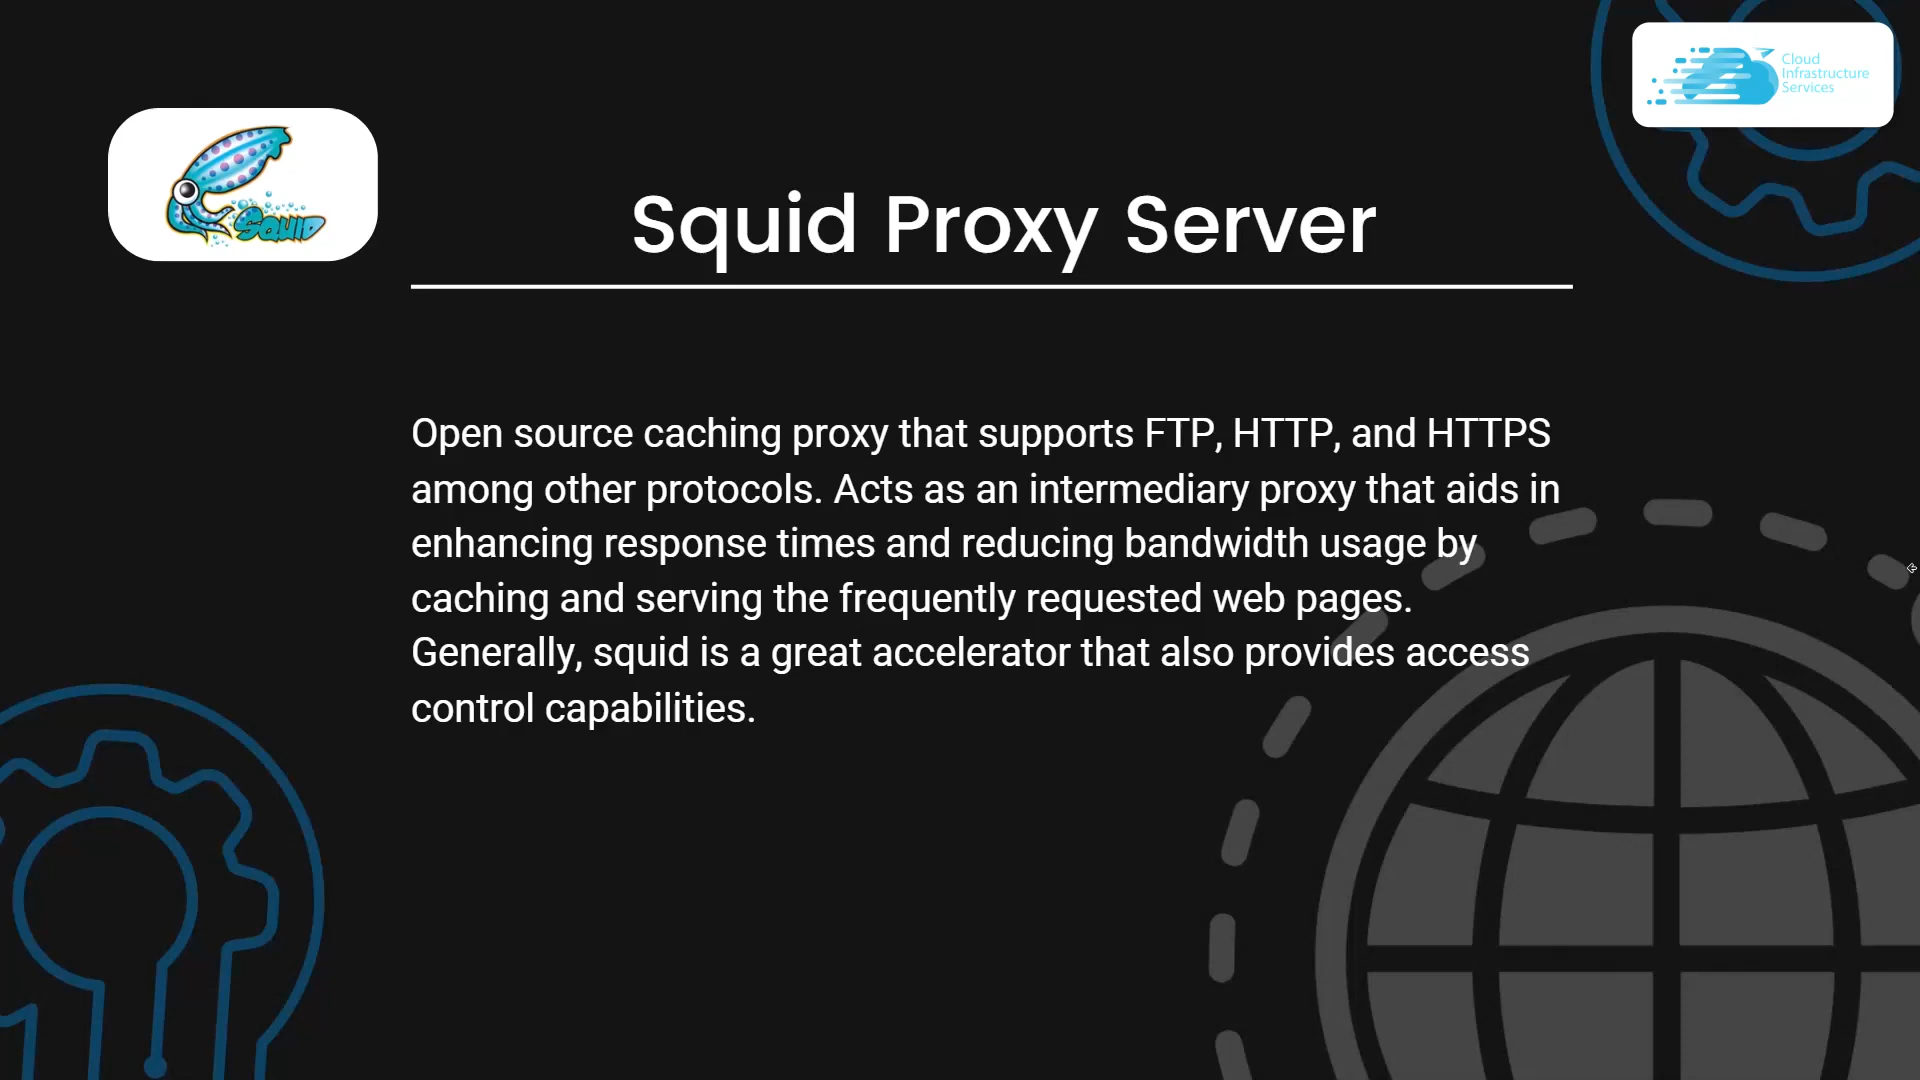 Cloud
Infrastructure
Services
SQUID
Squid Proxy Server
Open source caching proxy that supports FTP, HTTP, and HTTPS
among other protocols. Acts as an intermediary proxy that aids in
enhancing response times and reducing bandwidth usage by
caching and serving the frequently requested web pages.
Generally, squid is a great accelerator that also provides access
control capabilities.